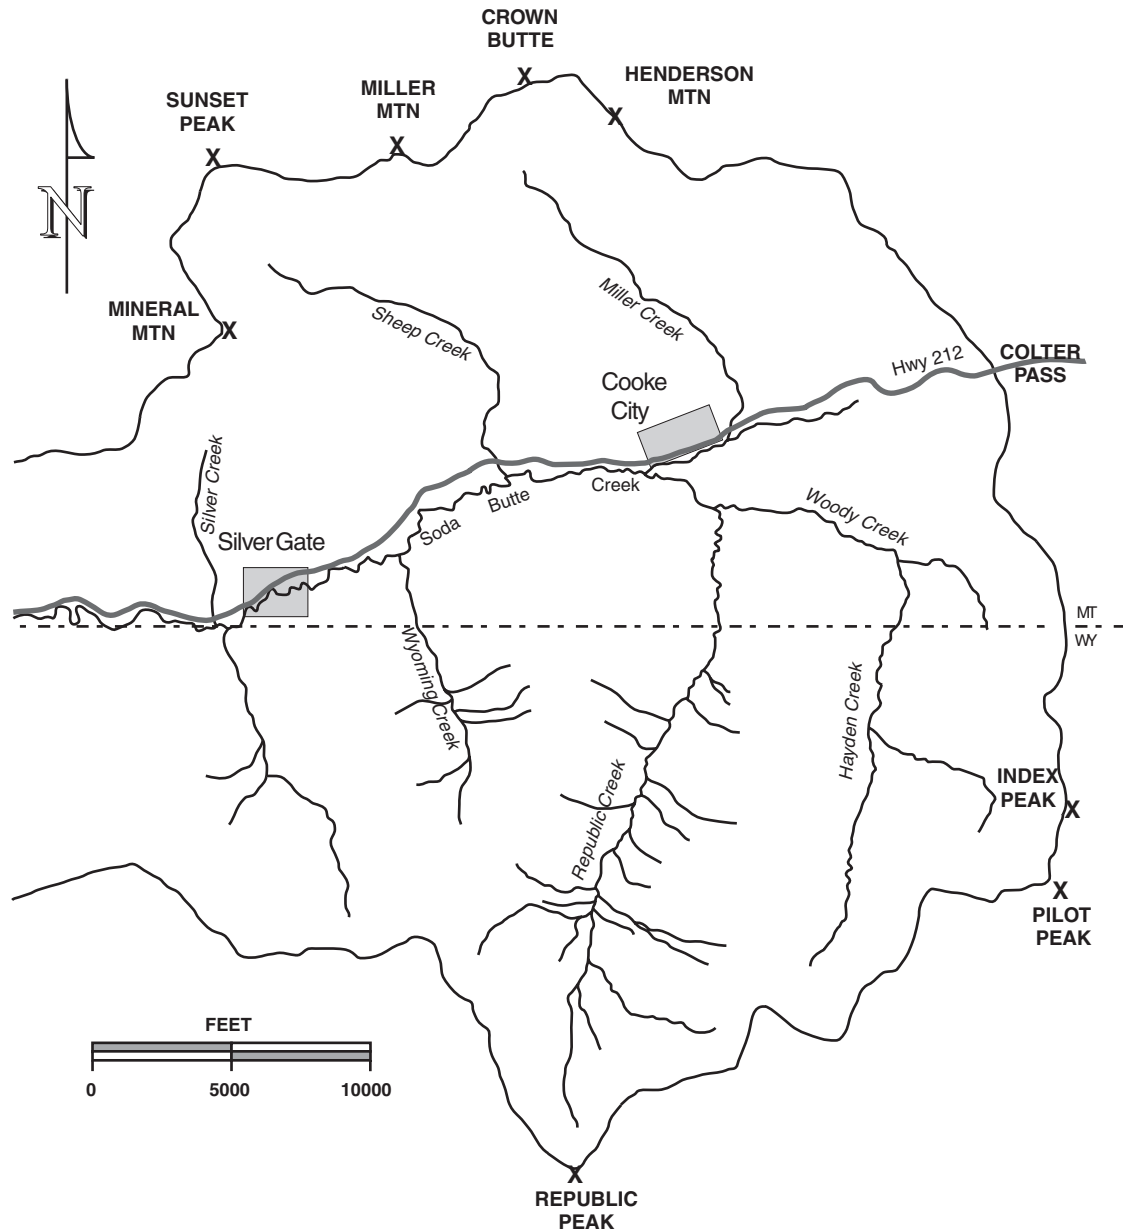 CROWN
BUTTE
HENDERSON
MTN
MILLER
MTN
SUNSET
PEAK
N
MINERAL
MTN
Sheep Creek
Miller Creek
COLTER
PASS
Hwy 212
Cooke
City
Silver Creek
Silver Gate
Soda
Butte
Creek
Woody Creek
MT
WY
Wyoming Creek
Hayden Creek
Republic Creek
INDEX
PEAK
PILOT
PEAK
FEET
0
5000
10000
REPUBLIC
PEAK